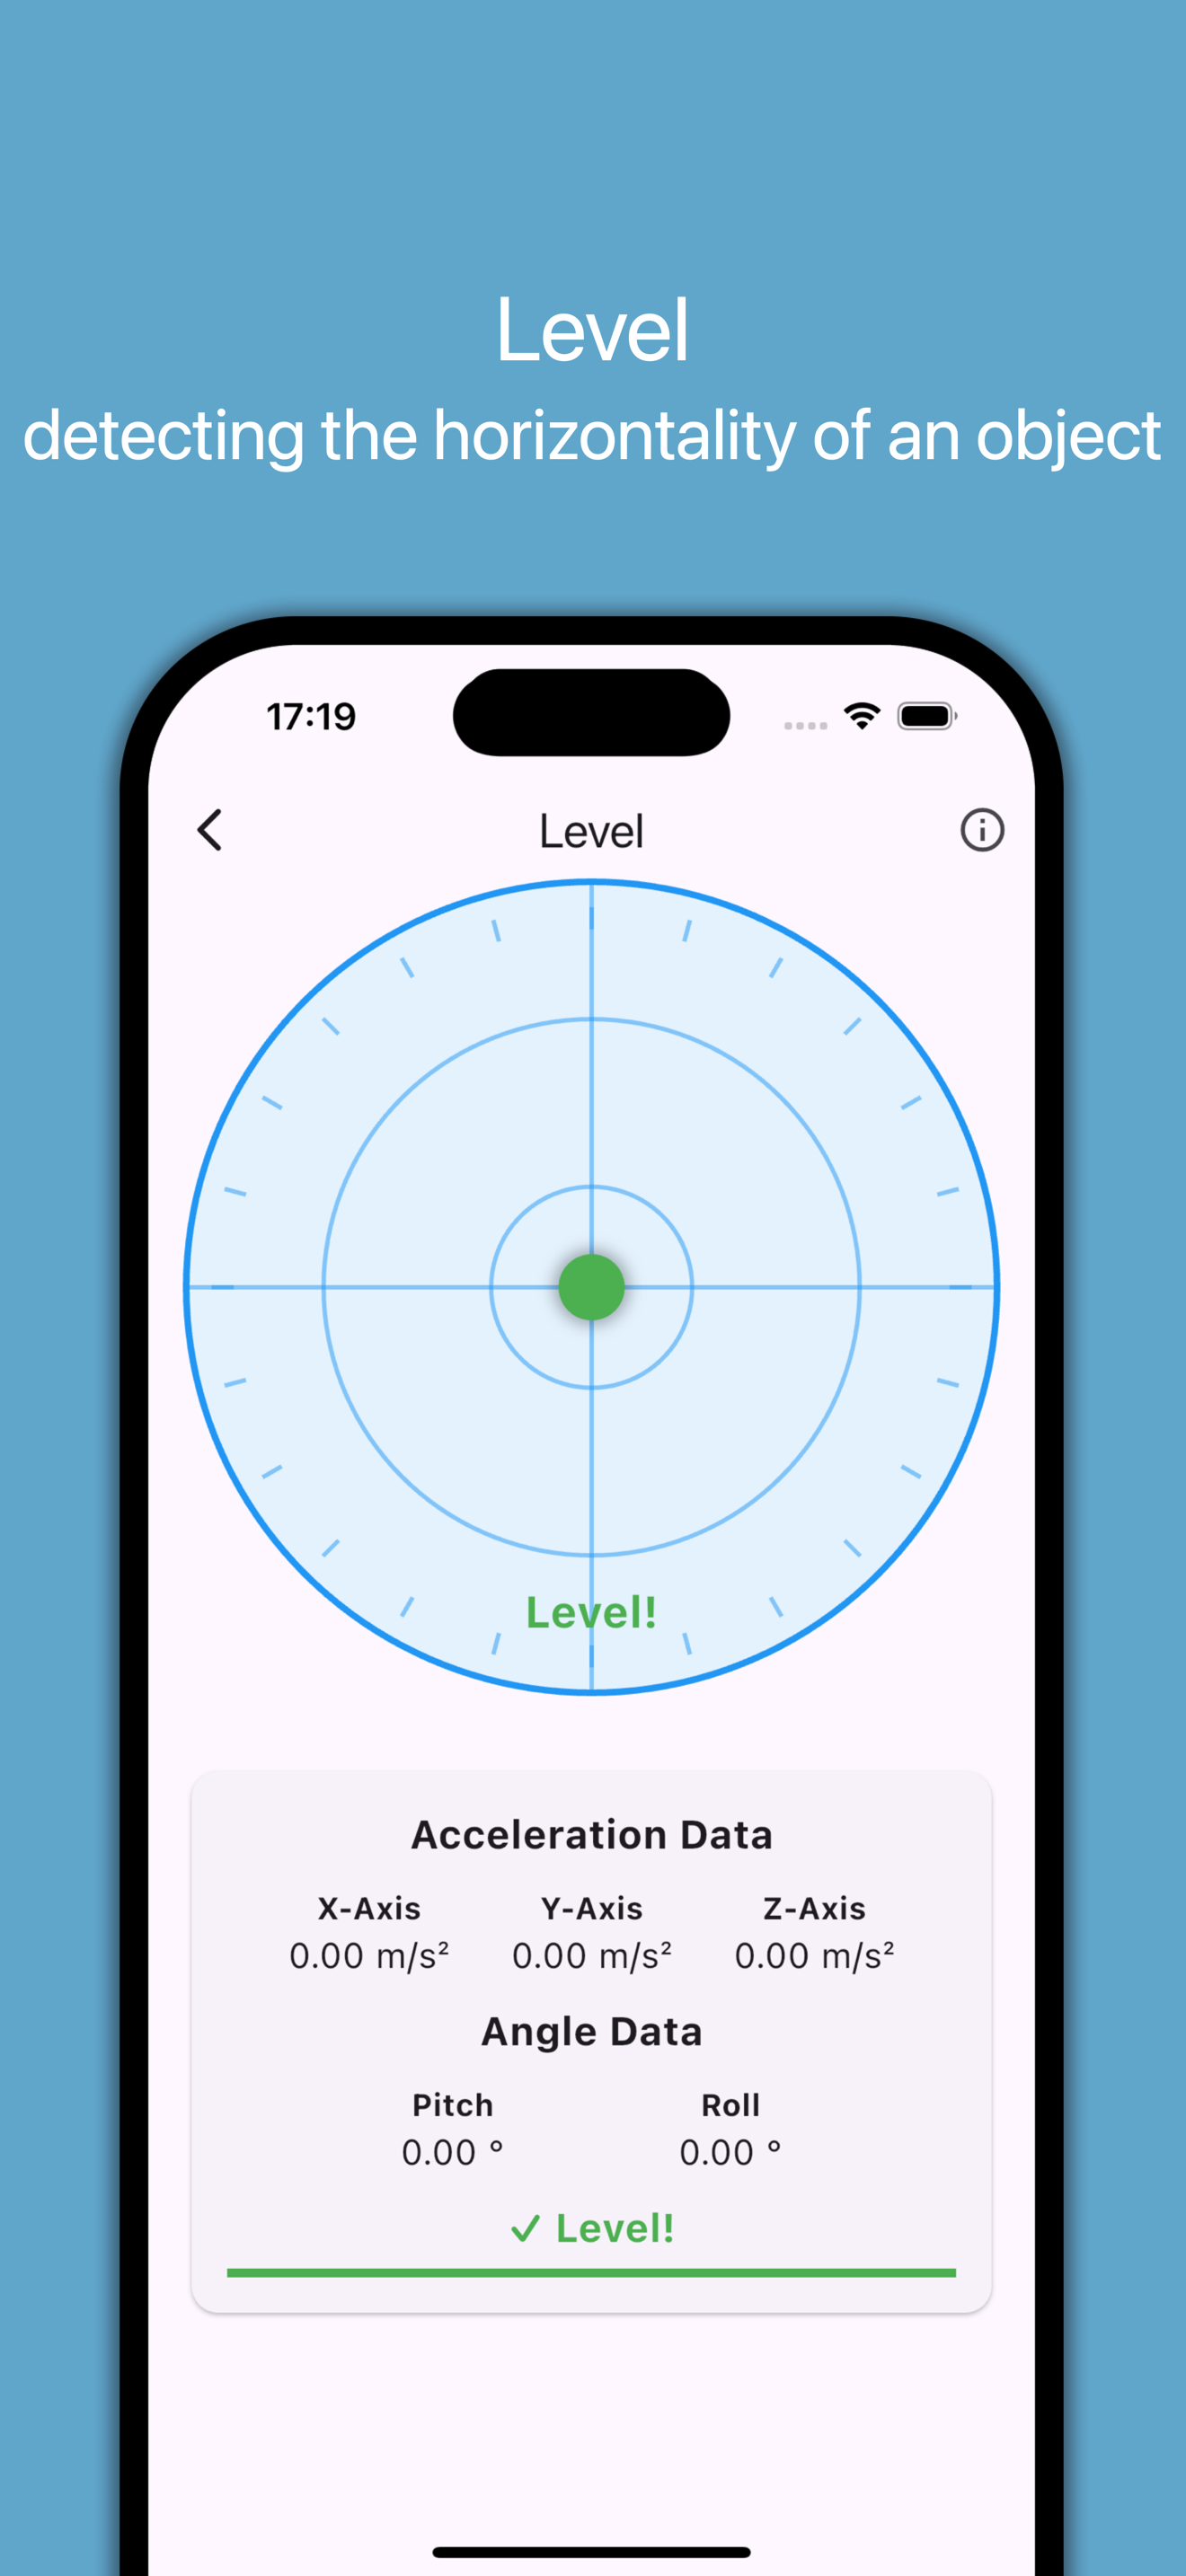 Level
detecting the horizontality of an object
17:19
Level
Level!
Acceleration Data
X-Axis Y-Axis Z-Axis
0.00 m/s² 0.00 m/s² 0.00 m/s²
Angle Data
Pitch Roll
0.00 ° 0.00 °
✓ Level!